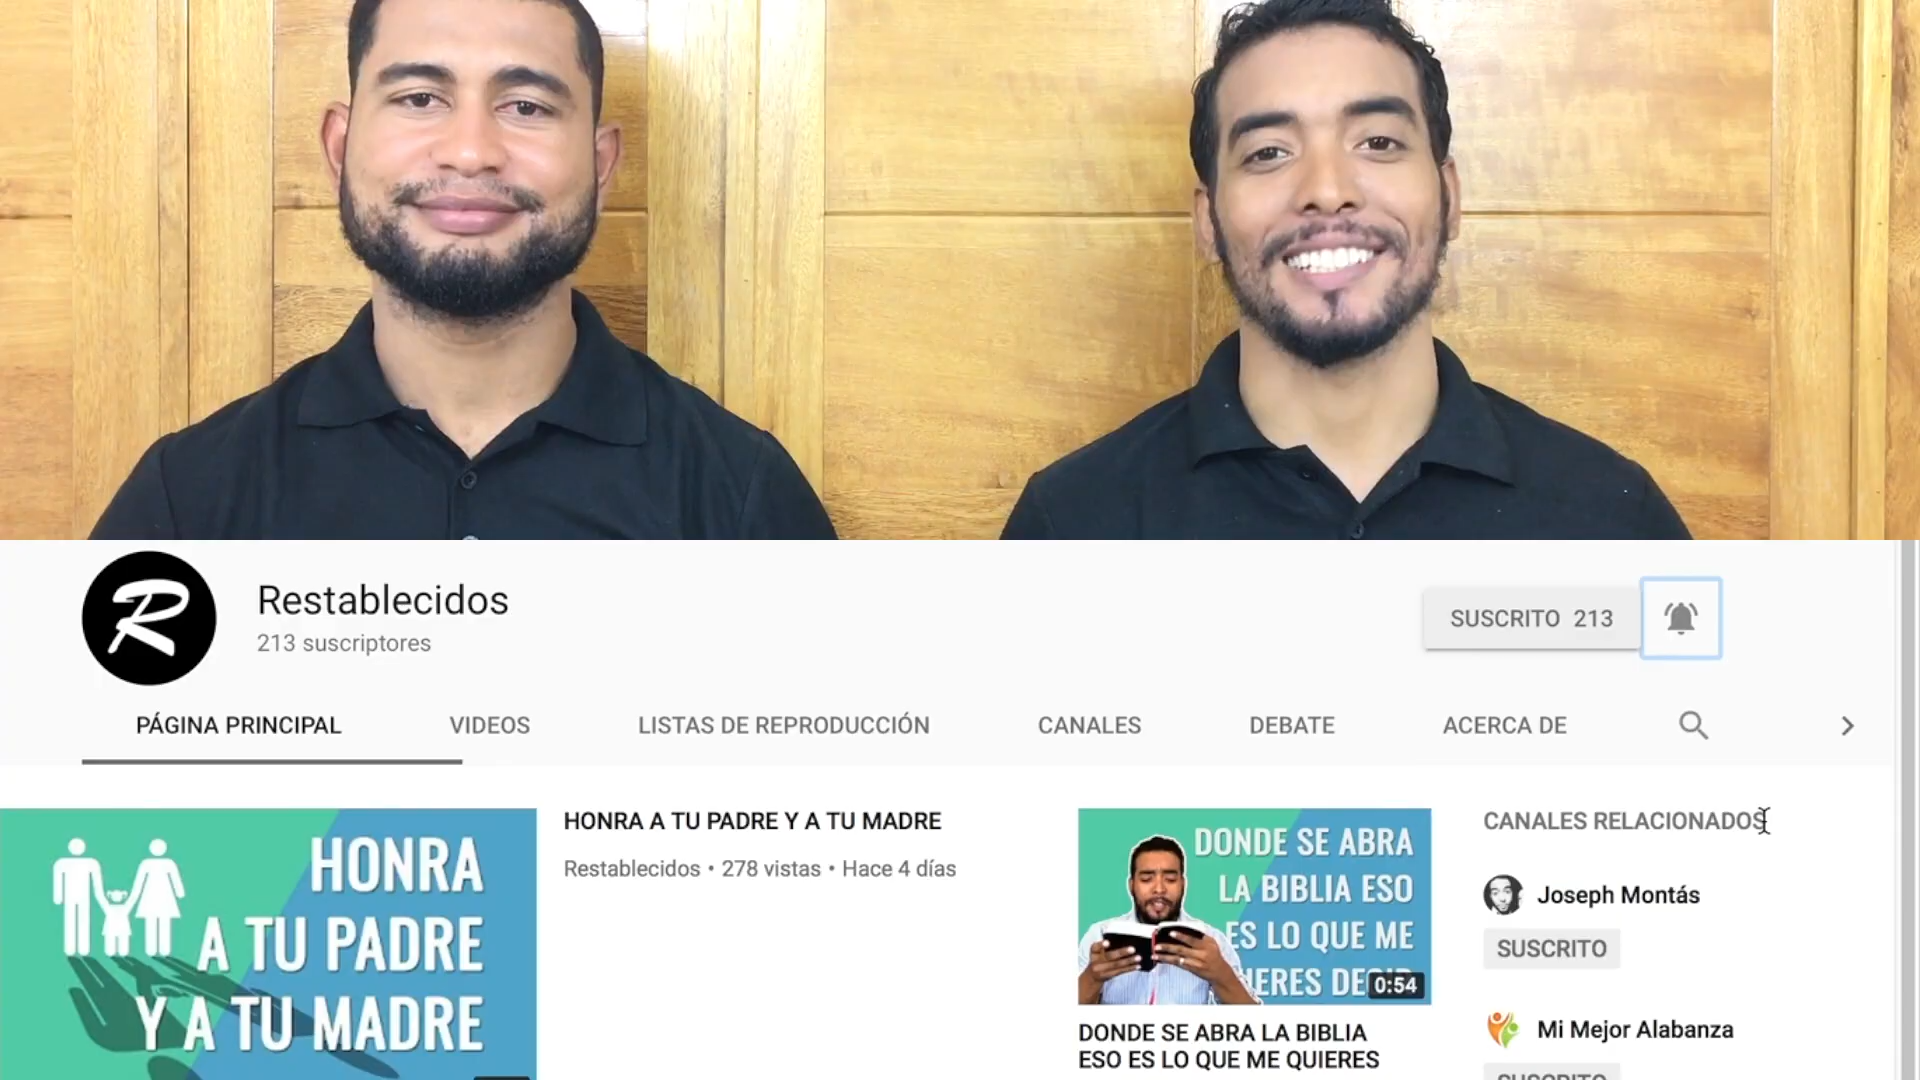 R
Restablecidos
213 suscriptores
SUSCRITO 213
PÁGINA PRINCIPAL
VIDEOS
LISTAS DE REPRODUCCIÓN
CANALES
DEBATE
ACERCA DE
HONRA
A TU PADRE
Y A TU MADRE
HONRA A TU PADRE Y A TU MADRE
Restablecidos • 278 vistas • Hace 4 días
DONDE SE ABRA
LA BIBLIA ESO
ES LO QUE ME
0:54
DONDE SE ABRA LA BIBLIA
ESO ES LO QUE ME QUIERES
CANALES RELACIONADOS
Joseph Montás
SUSCRITO
Mi Mejor Alabanza
SUSCRITO